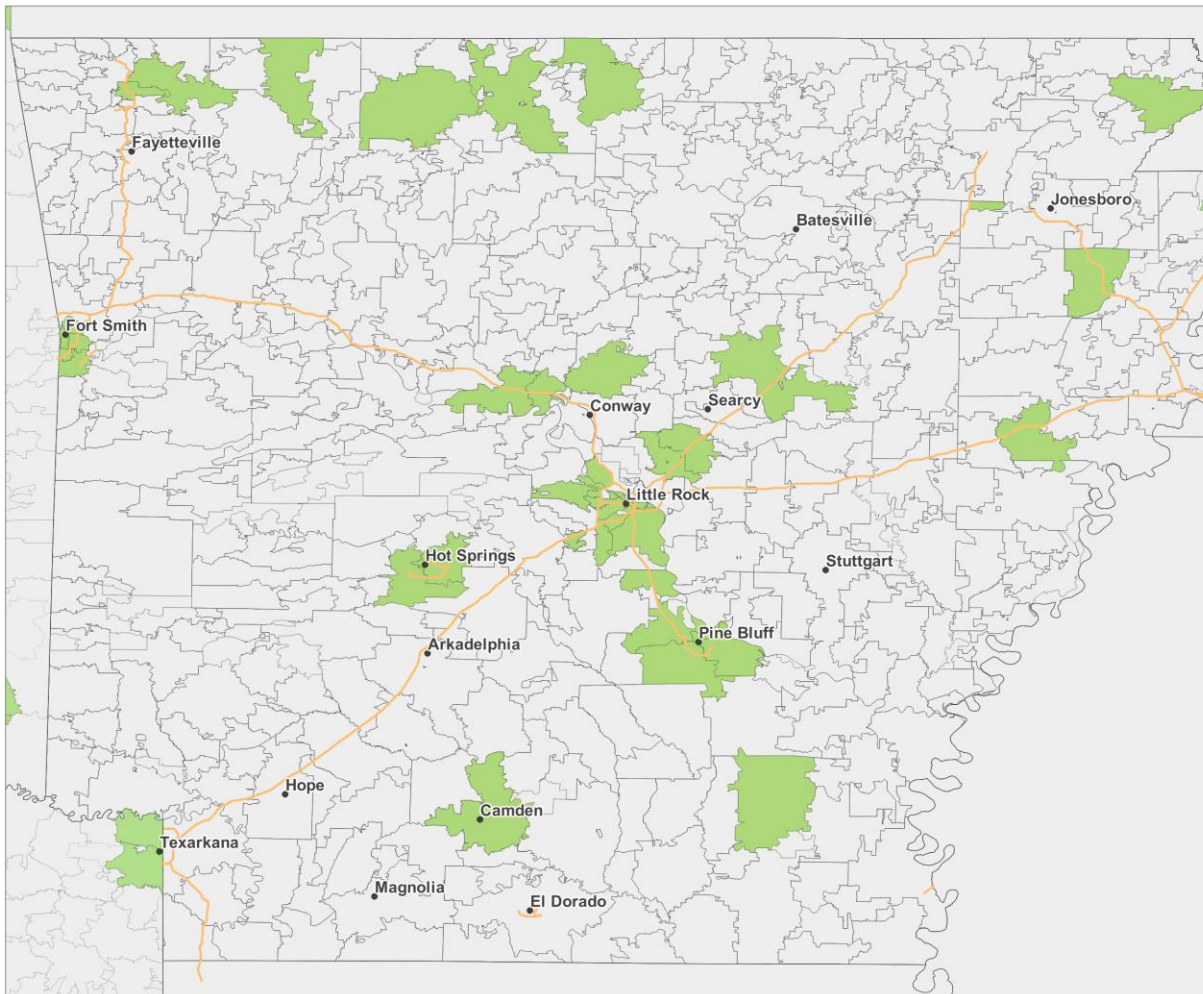 Fayetteville
Jonesboro
Batesville
Fort Smith
Conway
Searcy
Little Rock
Hot Springs
Stuttgart
Pine Bluff
Arkadelphia
Hope
Camden
Texarkana
Magnolia
El Dorado